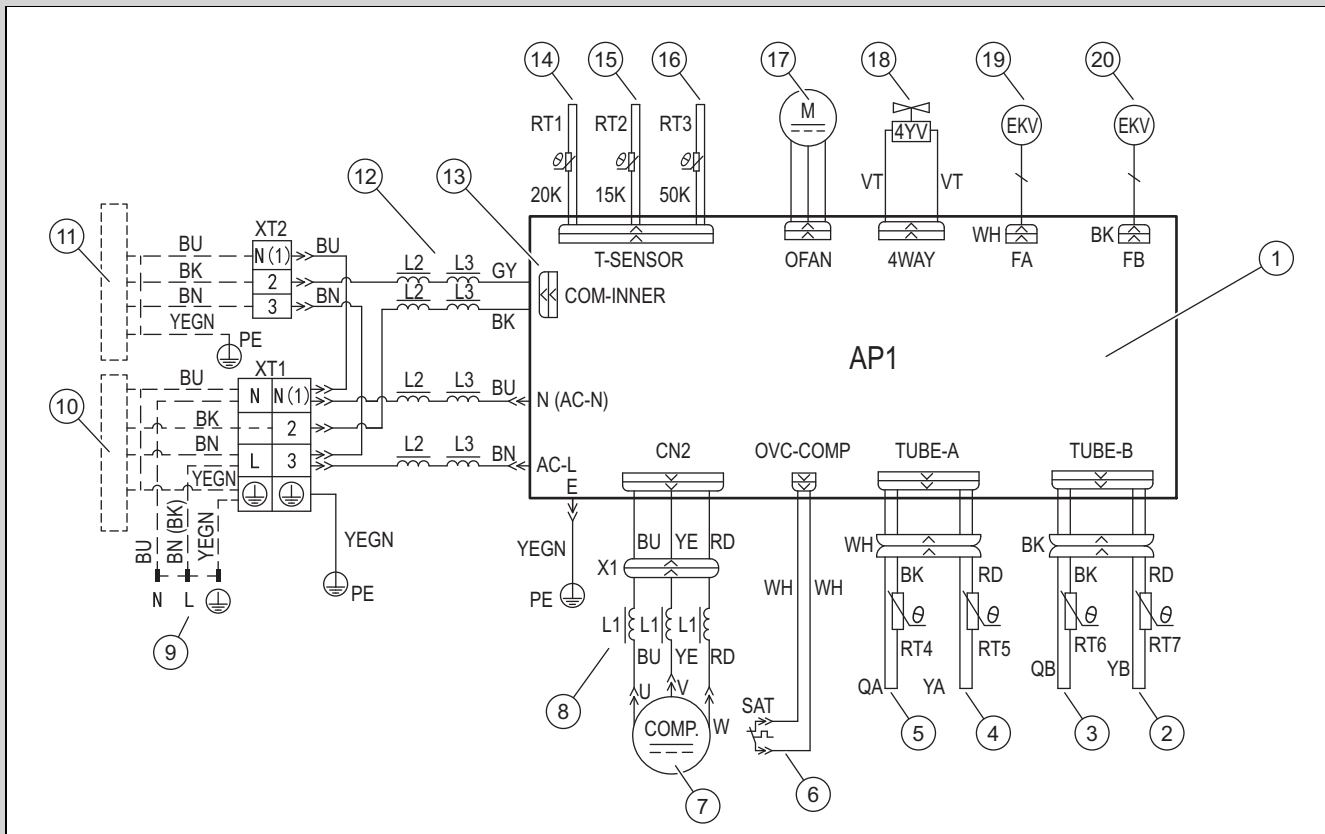 14
15
16
17
18
19
20
RT1
RT2
RT3
M
4YV
EKV
EKV
θ
θ
θ
20K
15K
50K
VT
VT
WH
BK
T-SENSOR
OFAN
4WAY
FA
FB
12
13
11
XT2
BU
N(1)
BU
BK
2
L2
L3
GY
COM-INNER
BN
3
BN
L2
L3
BK
YEGN
PE
AP1
1
XT1
10
BU
N
N(1)
L2
L3
BU
N (AC-N)
BK
2
BN
L
3
L2
L3
BN
AC-L
YEGN
E
CN2
OVC-COMP
TUBE-A
TUBE-B
BU
BN (BK)
YEGN
YEGN
PE
N
L
9
YEGN
PE
BU
YE
RD
X1
L1
L1
L1
BU
YE
RD
8
U
V
W
COMP.
7
WH
WH
SAT
6
WH
BK
RD
θ
θ
RT4
RT5
QA
YA
5
4
BK
BK
RD
θ
θ
RT6
RT7
QB
YB
3
2